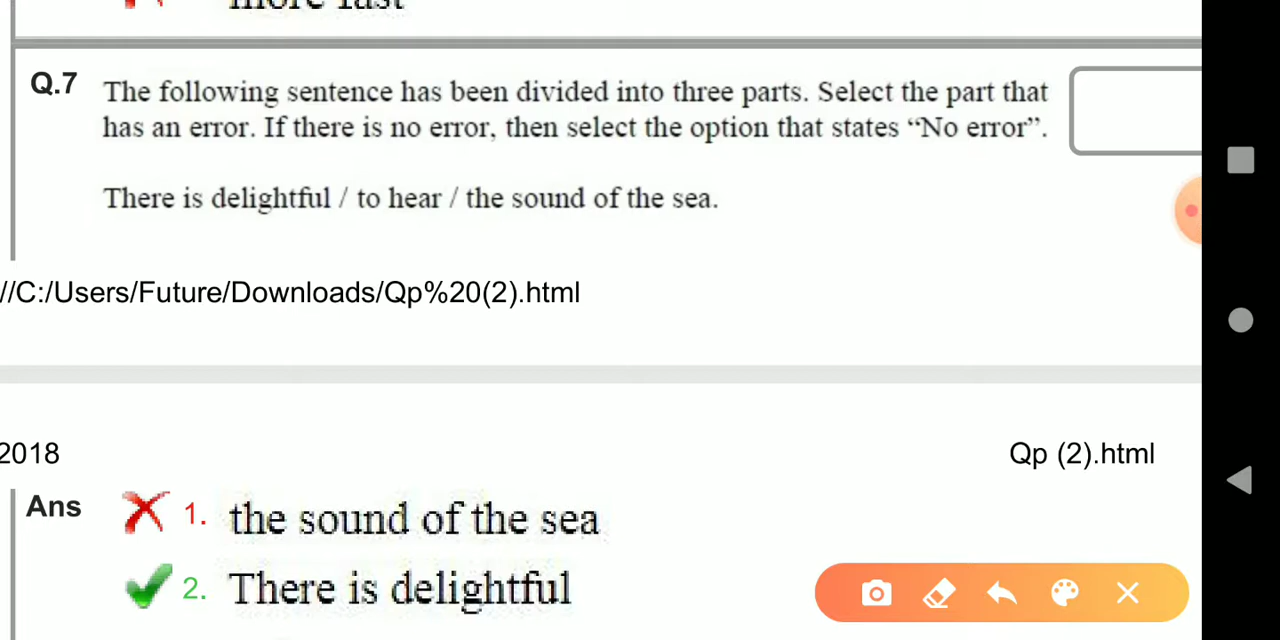 more fast
Q.7 The following sentence has been divided into three parts. Select the part that
has an error. If there is no error, then select the option that states “No error”.
There is delightful / to hear / the sound of the sea.
//C:/Users/Future/Downloads/Qp%20(2).html
2018 Qp (2).html
Ans 1. the sound of the sea
2. There is delightful